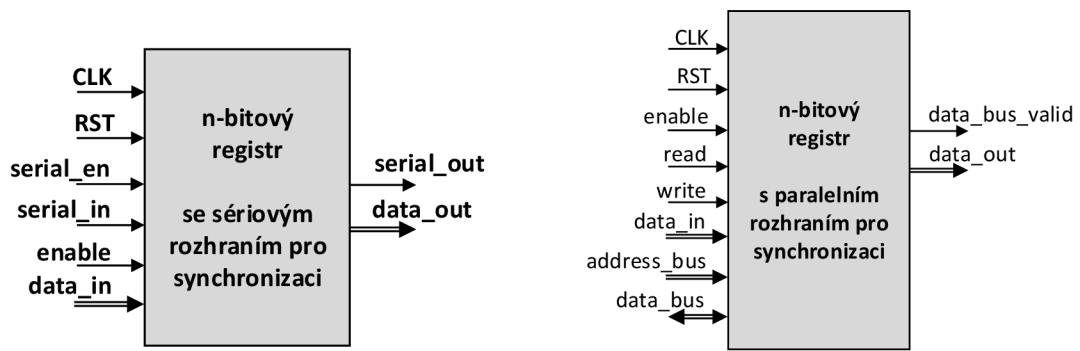 CLK
RST
serial_en
serial_in
enable
data_in
n-bitový
registr
se sériovým
rozhraním pro
synchronizaci
serial_out
data_out
CLK
RST
enable
read
write
data_in
address_bus
data_bus
n-bitový
registr
s paralelním
rozhraním pro
synchronizaci
data_bus_valid
data_out